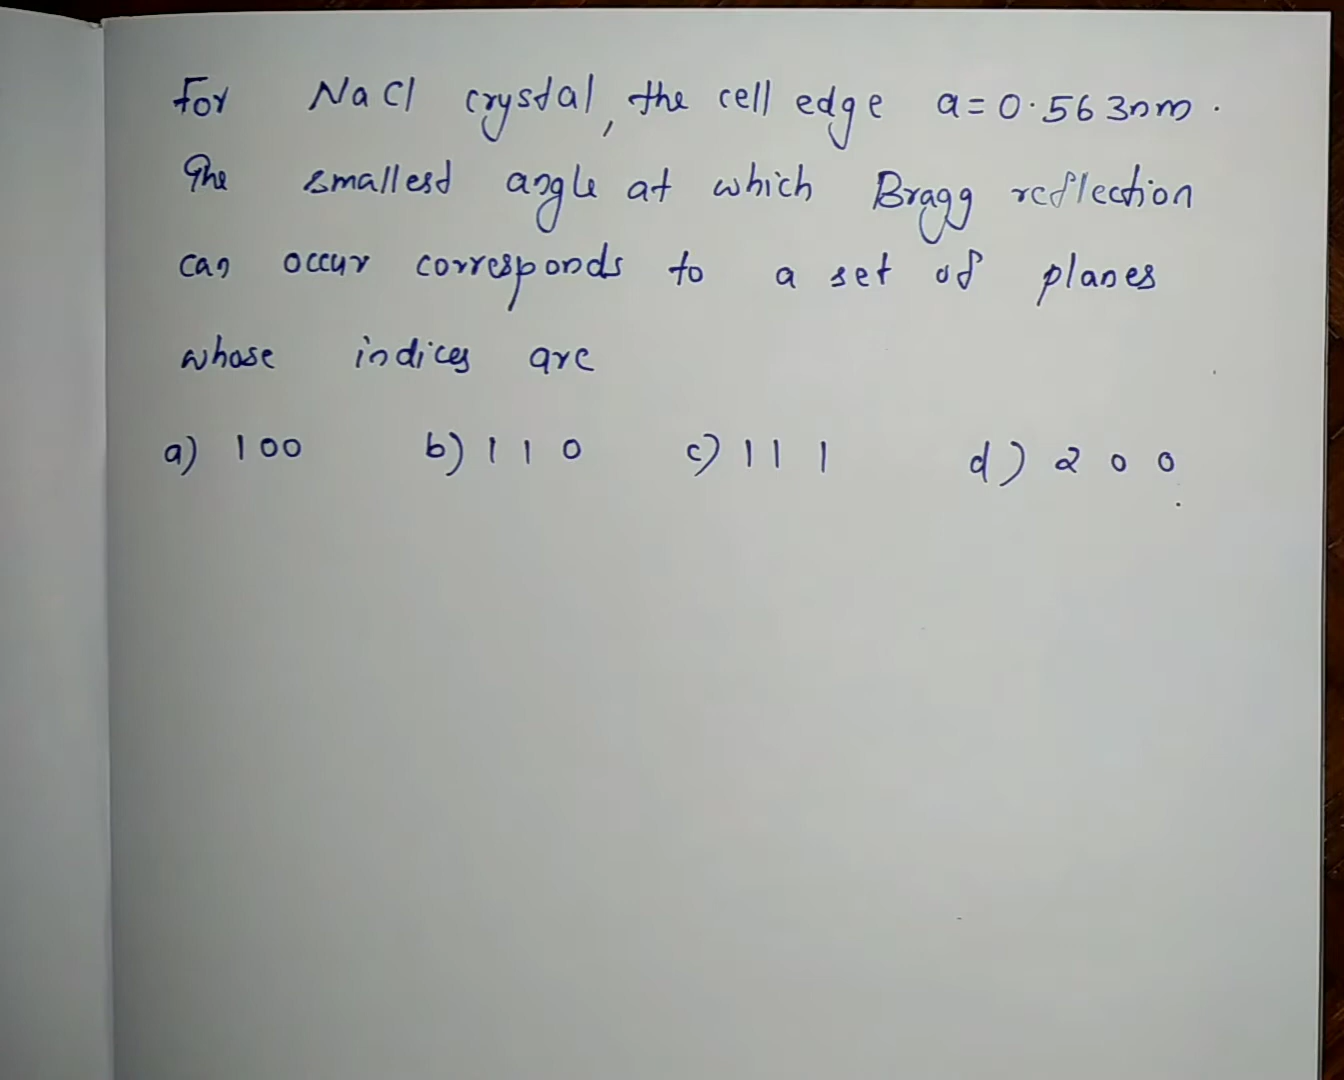 For NaCl crystal, the cell edge a = 0.563nm.
The smallest angle at which Bragg reflection
can occur corresponds to a set of planes
whose indices are
a) 100 b) 110 c) 111 d) 200